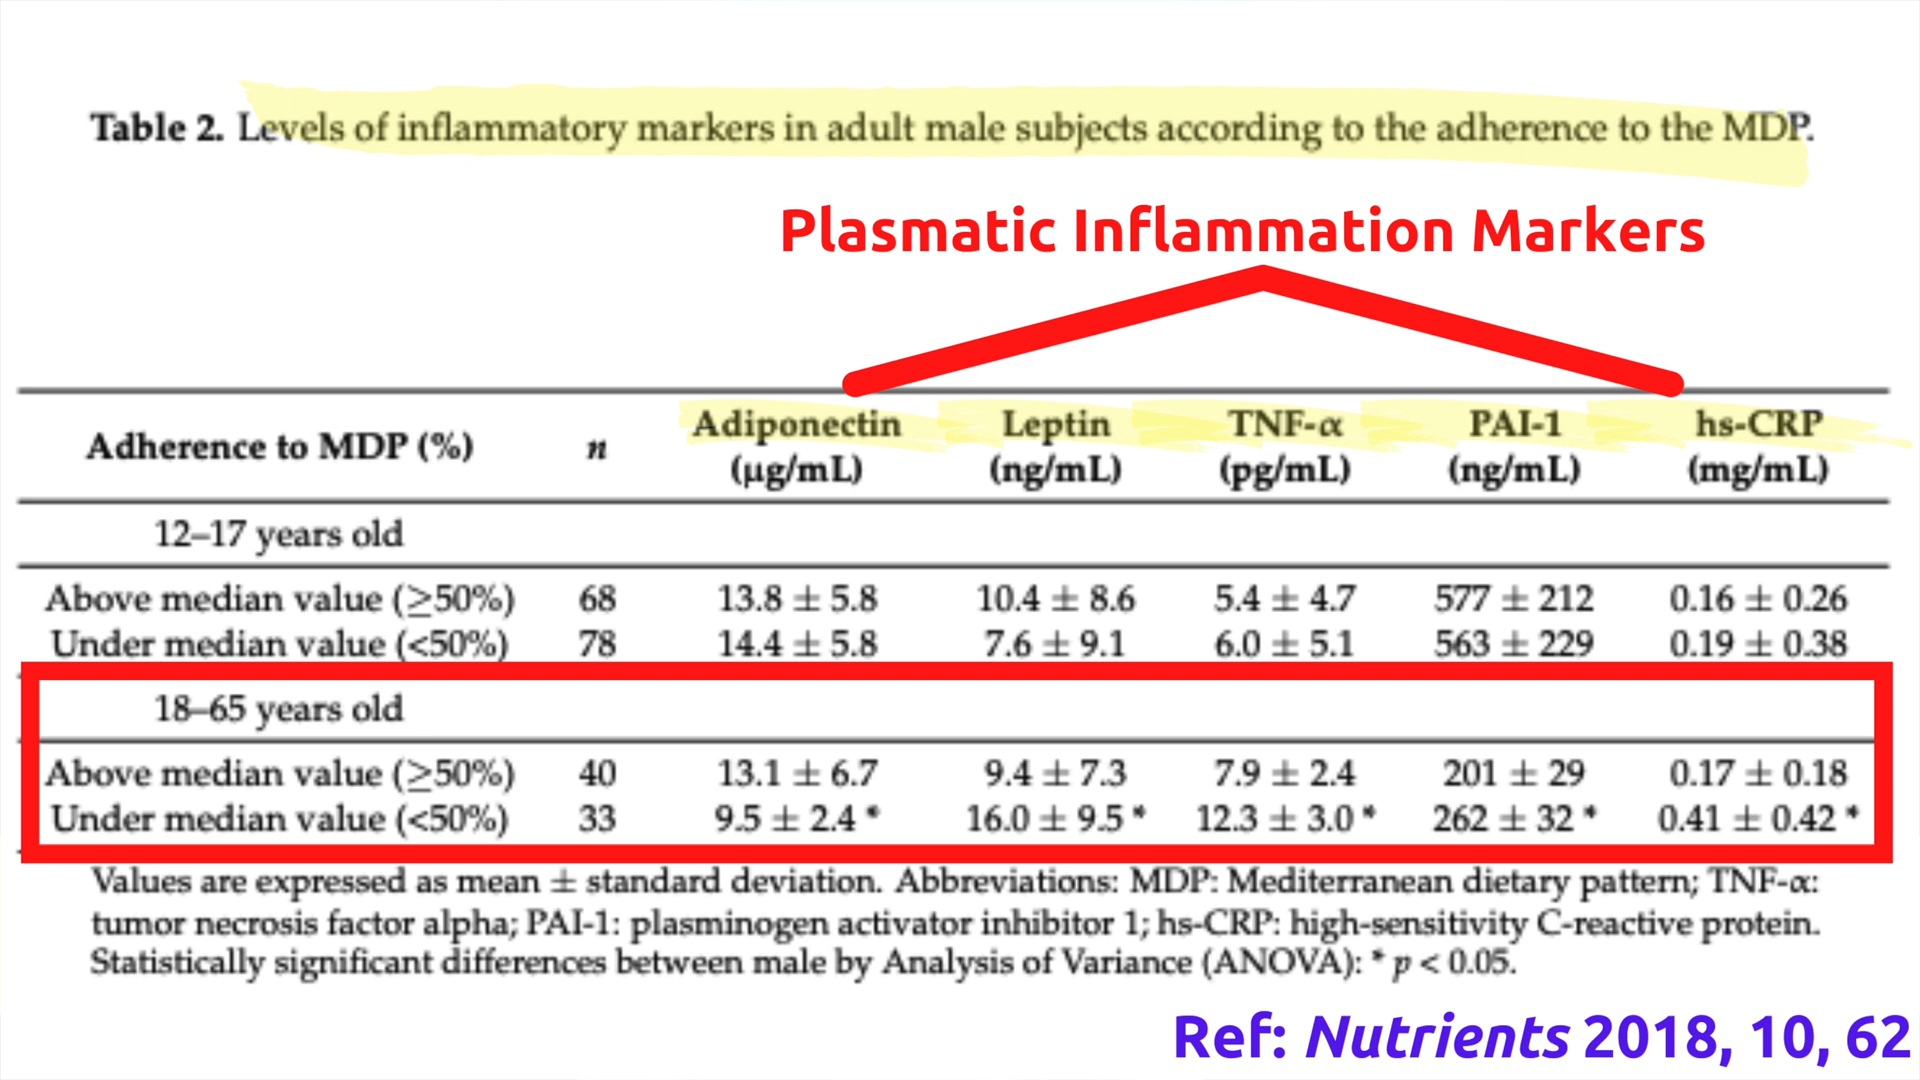 Table 2. Levels of inflammatory markers in adult male subjects according to the adherence to the MDP.
Plasmatic Inflammation Markers
Adherence to MDP (%) n Adiponectin (μg/mL) Leptin (ng/mL) TNF-α (pg/mL) PAI-1 (ng/mL) hs-CRP (mg/mL)
12–17 years old
Above median value (≥50%) 68 13.8 ± 5.8 10.4 ± 8.6 5.4 ± 4.7 577 ± 212 0.16 ± 0.26
Under median value (<50%) 78 14.4 ± 5.8 7.6 ± 9.1 6.0 ± 5.1 563 ± 229 0.19 ± 0.38
18–65 years old
Above median value (≥50%) 40 13.1 ± 6.7 9.4 ± 7.3 7.9 ± 2.4 201 ± 29 0.17 ± 0.18
Under median value (<50%) 33 9.5 ± 2.4 * 16.0 ± 9.5 * 12.3 ± 3.0 * 262 ± 32 * 0.41 ± 0.42 *
Values are expressed as mean ± standard deviation. Abbreviations: MDP: Mediterranean dietary pattern; TNF-α:
tumor necrosis factor alpha; PAI-1: plasminogen activator inhibitor 1; hs-CRP: high-sensitivity C-reactive protein.
Statistically significant differences between male by Analysis of Variance (ANOVA): * p < 0.05.
Ref: Nutrients 2018, 10, 62